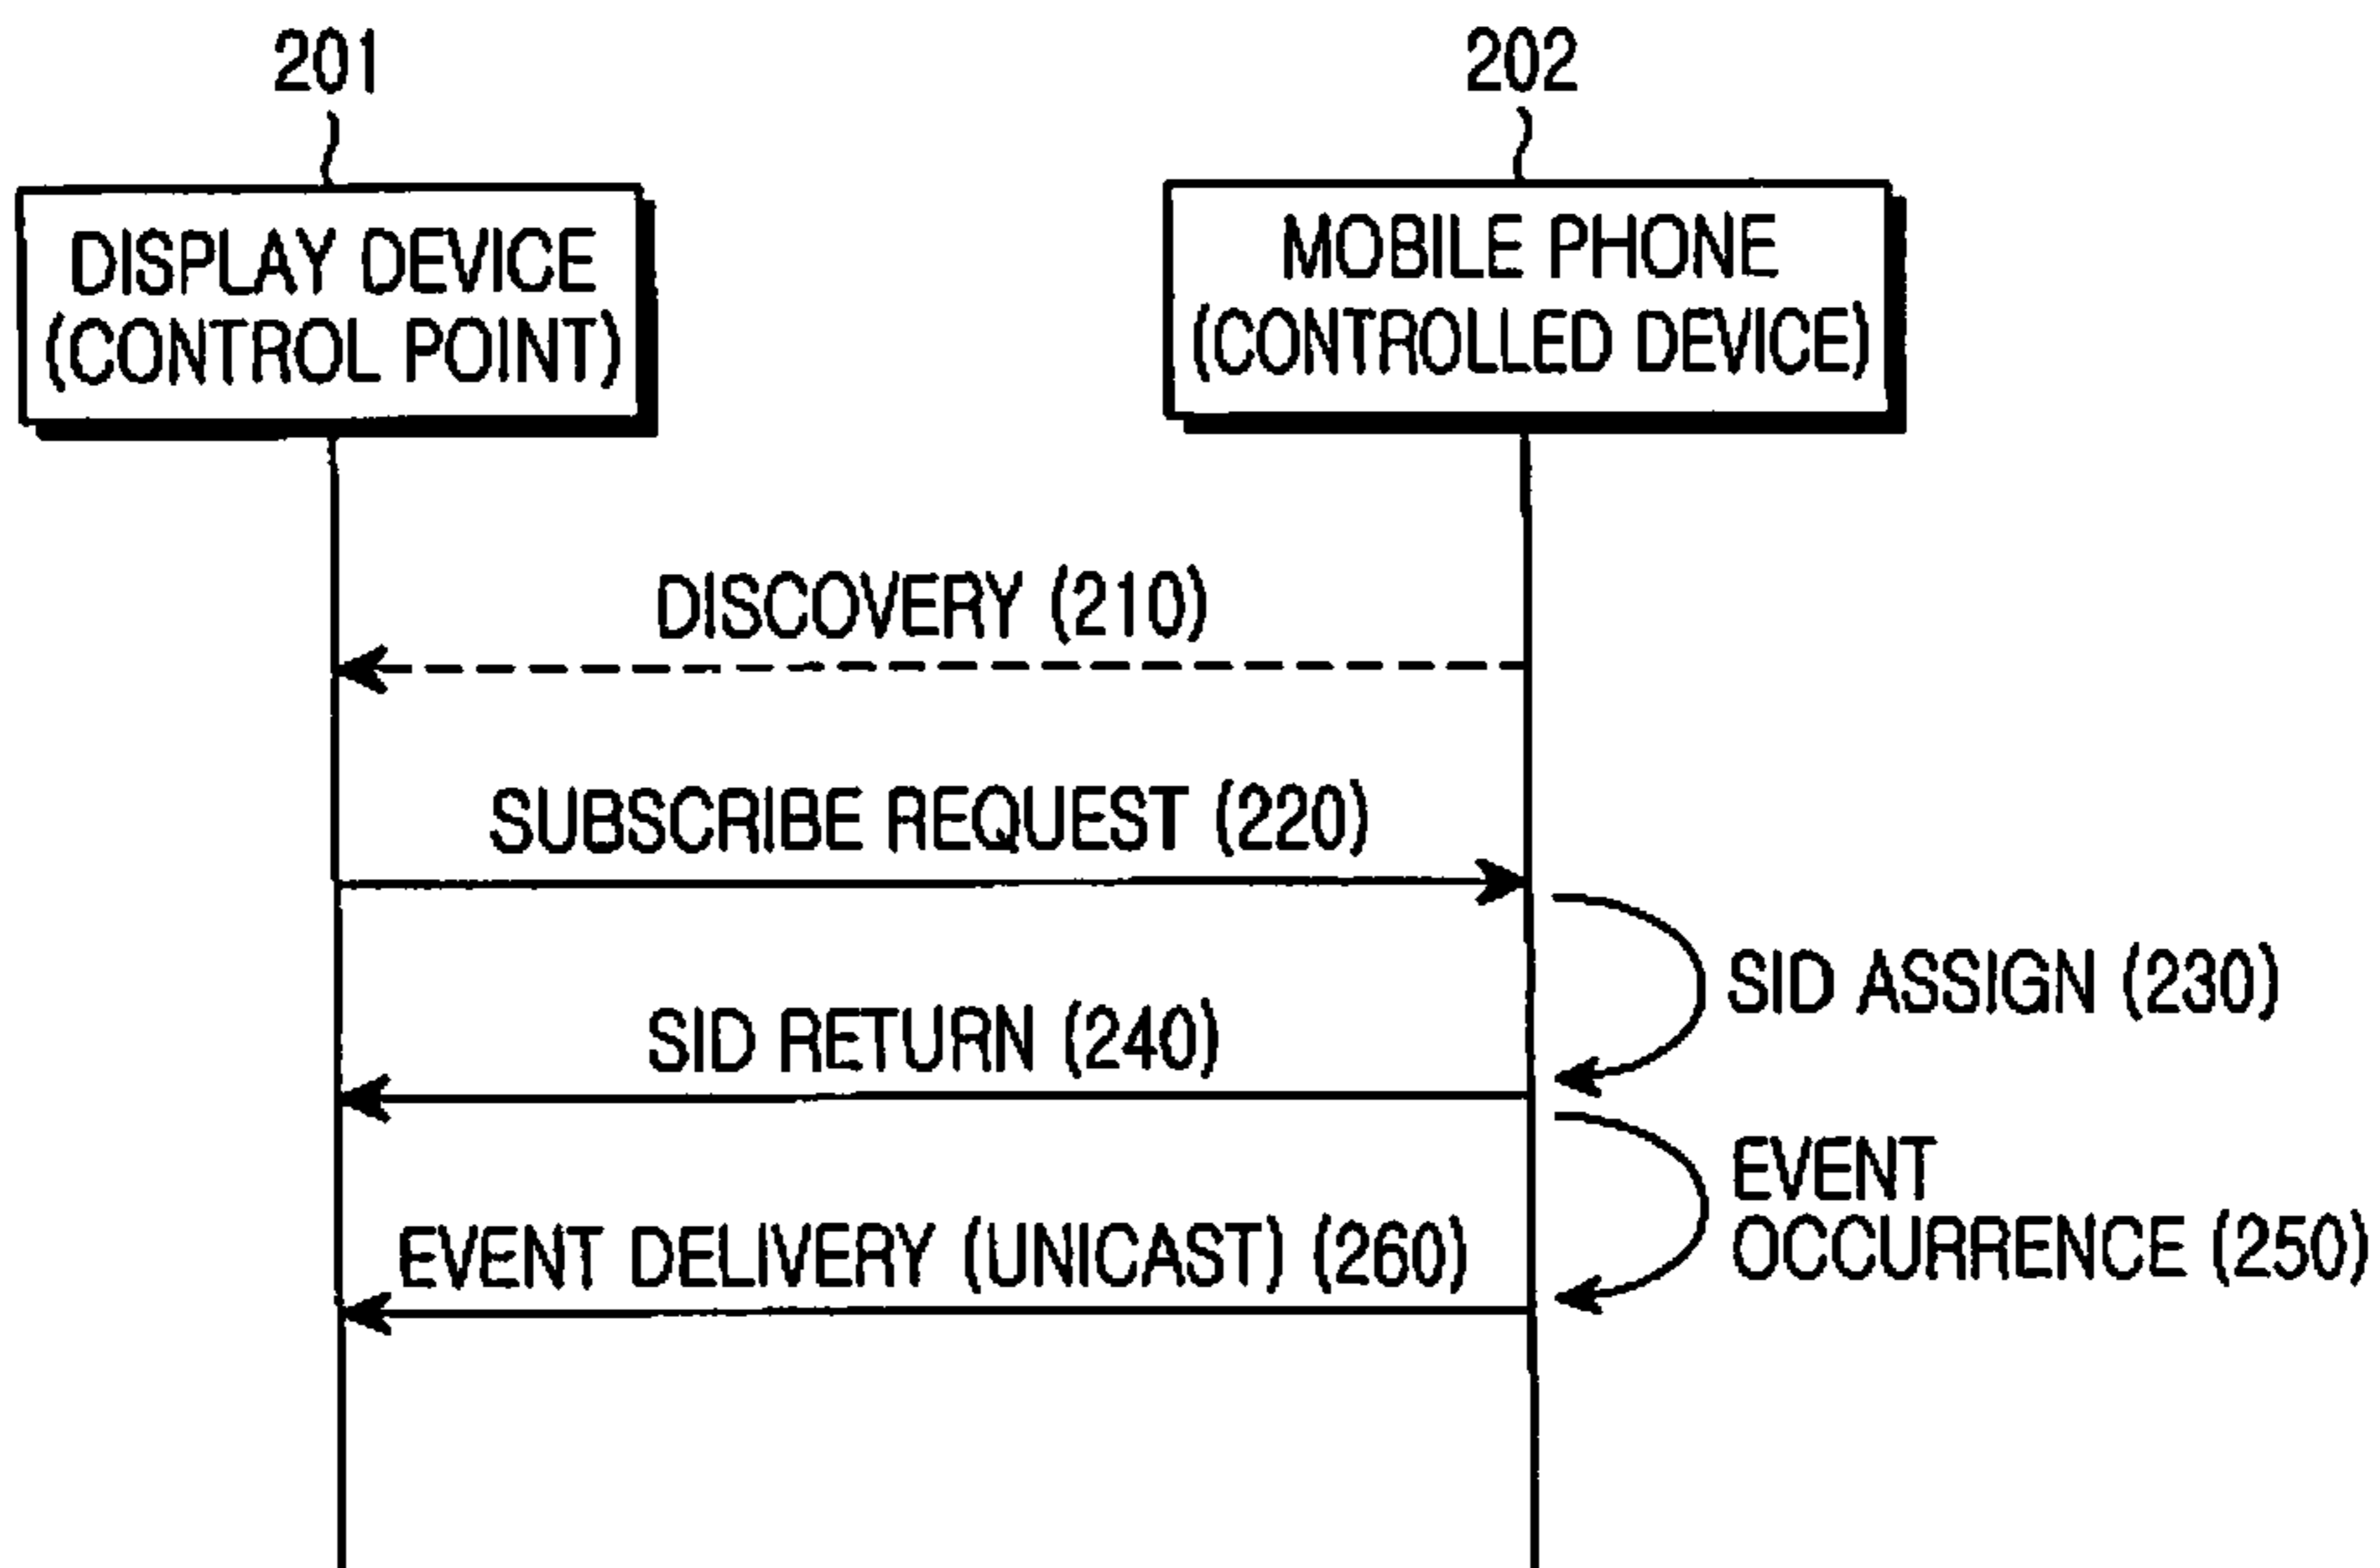 201
202
DISPLAY DEVICE
(CONTROL POINT)
MOBILE PHONE
(CONTROLLED DEVICE)
DISCOVERY (210)
SUBSCRIBE REQUEST (220)
SID ASSIGN (230)
SID RETURN (240)
EVENT
OCCURRENCE (250)
EVENT DELIVERY (UNICAST) (260)